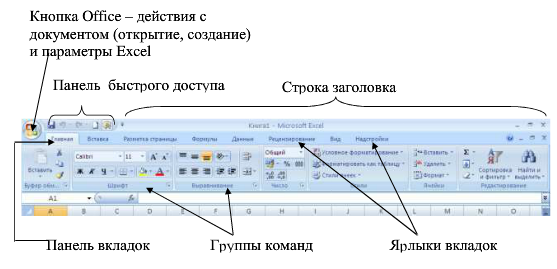 Кнопка Office – действия с
документом (открытие, создание)
и параметры Excel
Панель быстрого доступа
Строка заголовка
Книга1 - Microsoft Excel
Главная Вставка Разметка страницы Формулы Данные Рецензирование Вид Надстройки
Calibri 11 Общий Условное форматирование Вставить
Форматировать как таблицу Удалить
Вставить Ж К Ч % 000 Стили ячеек Формат Сортировка и фильтр Найти и выделить
Буфер обм... Шрифт Выравнивание Число Ячейки Редактирование
A1 fx
A B C D E F G H I J K L M N O
Панель вкладок
Группы команд
Ярлыки вкладок